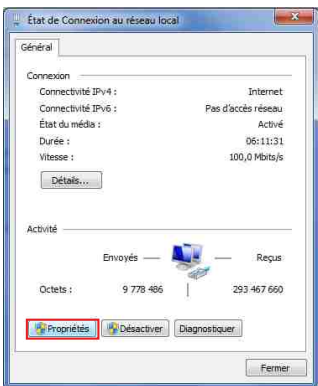 État de Connexion au réseau local
Général
Connexion
Connectivité IPv4 : Internet
Connectivité IPv6 : Pas d'accès réseau
État du média : Activé
Durée : 06:11:31
Vitesse : 100,0 Mbits/s
Détails...
Activité
Envoyés — — Reçus
Octets : 9 778 486 | 293 467 660
Propriétés Désactiver Diagnostiquer
Fermer